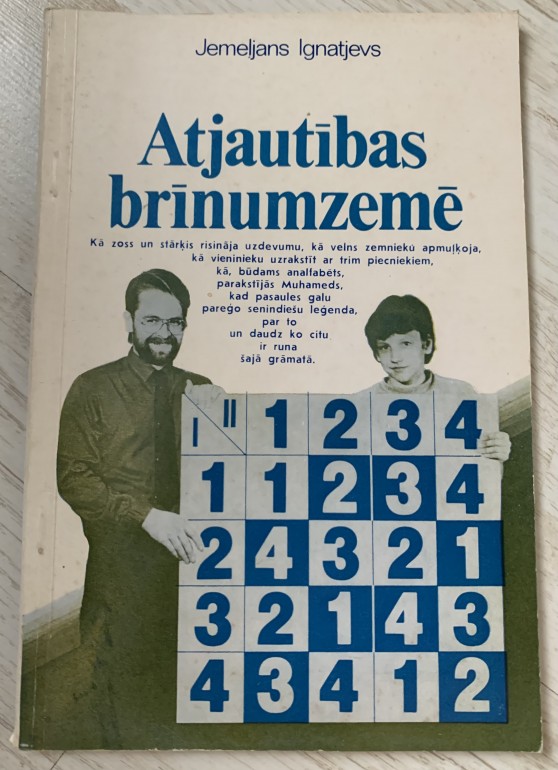 Jemeljans Ignatjevs
Atjautības
brīnumzemē
Kā zoss un stārķis risināja uzdevumu, kā velns zemnieku apmuļķoja,
kā vieninieku uzrakstīt ar trim piecniekiem,
kā, būdams analfabēts,
parakstījās Muhameds,
kad pasaules galu
pareģo senindiešu leģenda,
par to
un daudz ko citu
ir runa
šajā grāmatā.
I II 1 2 3 4
1 1 2 3 4
2 4 3 2 1
3 2 1 4 3
4 3 4 1 2